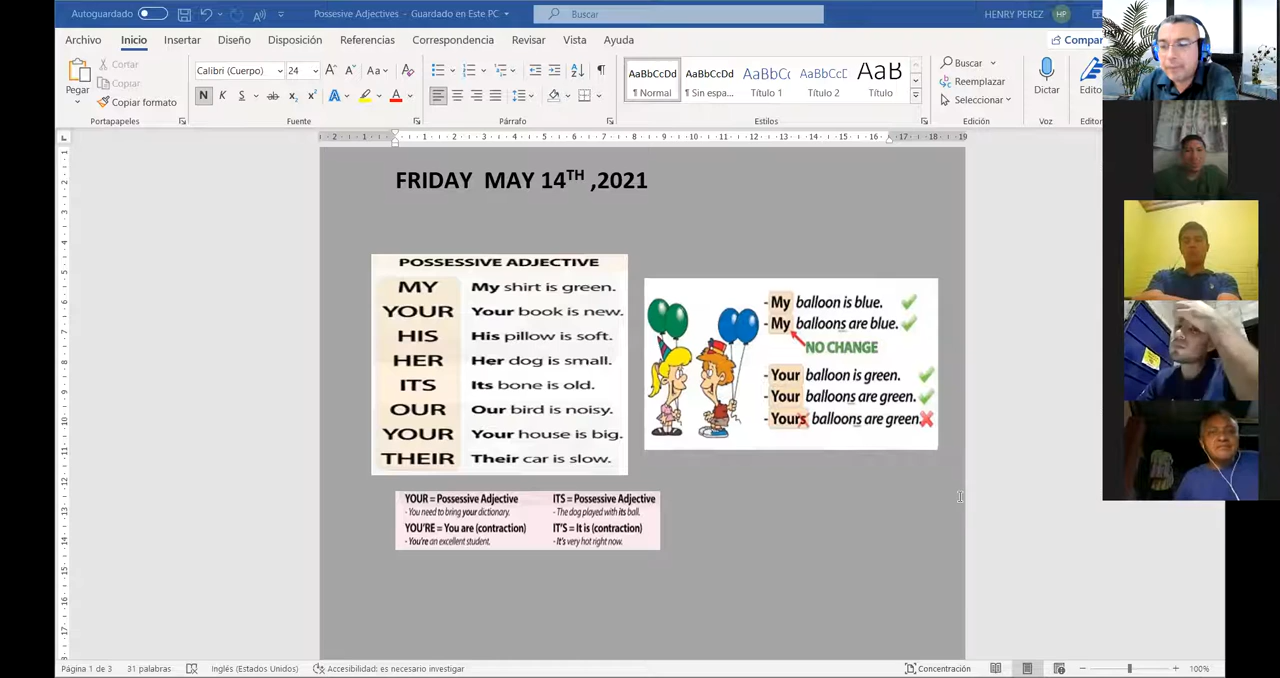 Autoguardado
Possesive Adjectives - Guardado en Este PC
Buscar
HENRY PEREZ
HP
Archivo
Inicio
Insertar
Diseño
Disposición
Referencias
Correspondencia
Revisar
Vista
Ayuda
Compar
Pegar
Cortar
Copiar
Copiar formato
Portapapeles
Calibri (Cuerpo)
24
Fuente
Párrafo
AaBbCcDd
¶ Normal
AaBbCcDd
¶ Sin espa...
AaBbCc
Título 1
AaBbCcD
Título 2
AaB
Título
Estilos
Buscar
Reemplazar
Seleccionar
Edición
Dictar
Voz
Edito
Editor
FRIDAY MAY 14TH ,2021
POSSESSIVE ADJECTIVE
MY My shirt is green.
YOUR Your book is new.
HIS His pillow is soft.
HER Her dog is small.
ITS Its bone is old.
OUR Our bird is noisy.
YOUR Your house is big.
THEIR Their car is slow.
- My balloon is blue.
- My balloons are blue.
NO CHANGE
- Your balloon is green.
- Your balloons are green.
- Yours balloons are green.
YOUR = Possessive Adjective
- You need to bring your dictionary.
YOU'RE = You are (contraction)
- You're an excellent student.
ITS = Possessive Adjective
- The dog played with its ball.
IT'S = It is (contraction)
- It's very hot right now.
Página 1 de 3
31 palabras
Inglés (Estados Unidos)
Accesibilidad: es necesario investigar
Concentración
100%